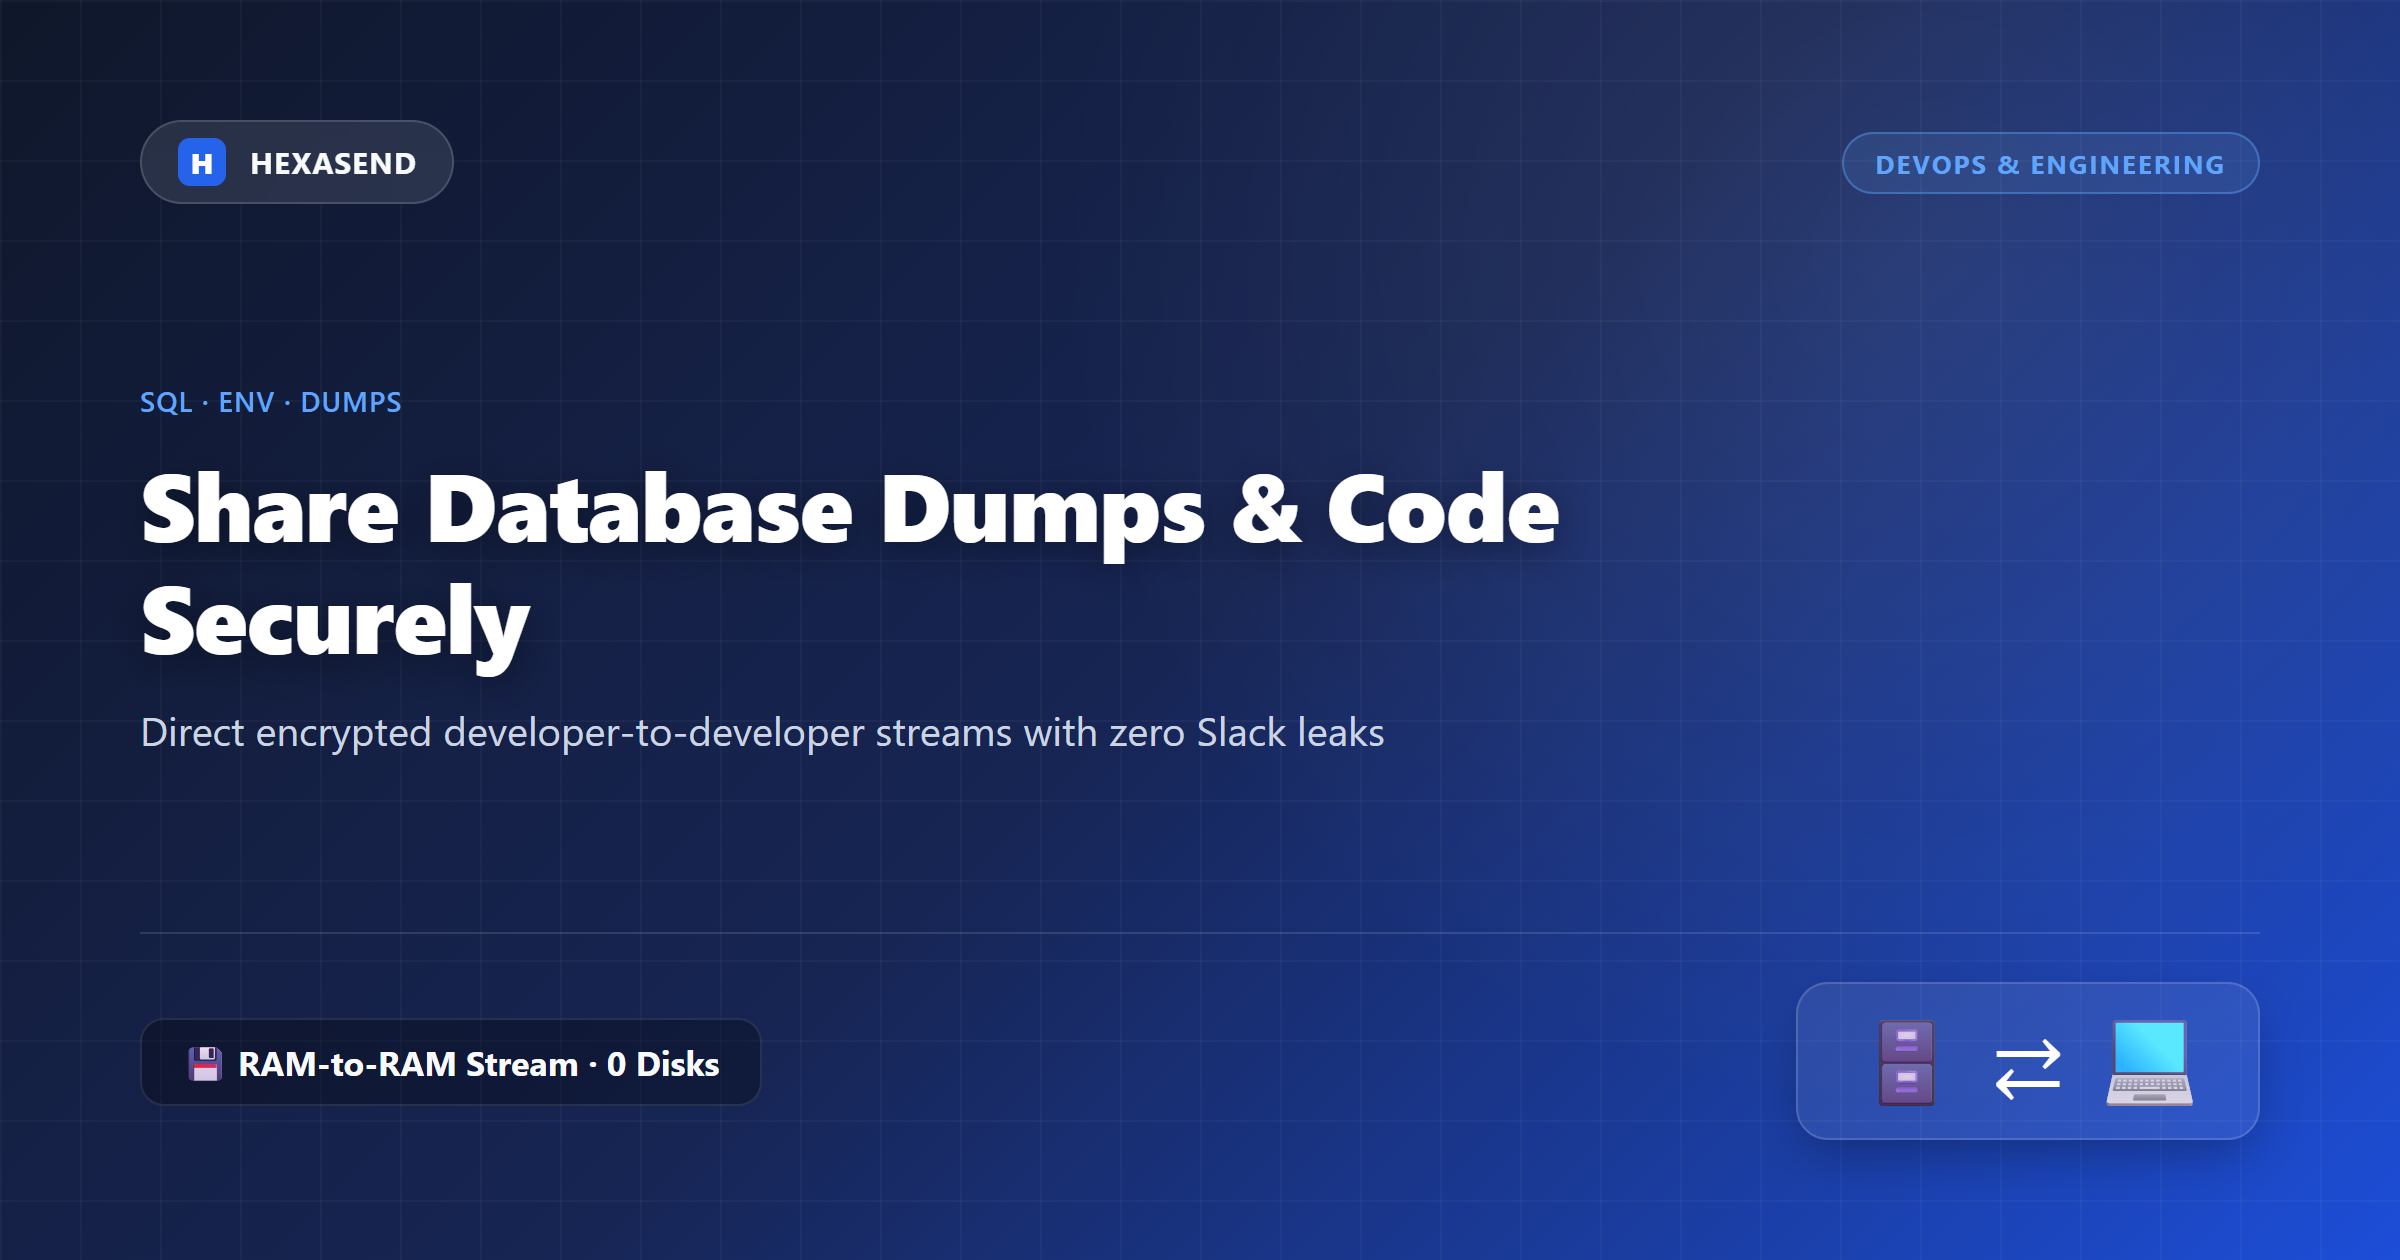 H HEXASEND
DEVOPS & ENGINEERING
SQL · ENV · DUMPS
Share Database Dumps & Code
Securely
Direct encrypted developer-to-developer streams with zero Slack leaks
RAM-to-RAM Stream · 0 Disks